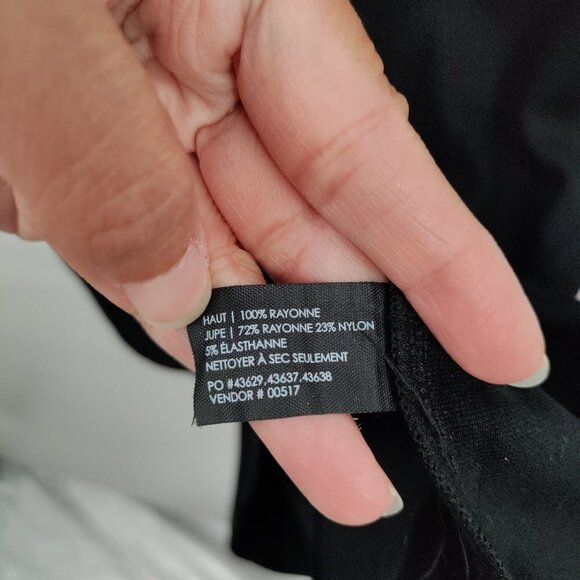 HAUT | 100% RAYONNE
JUPE | 72% RAYONNE 23% NYLON
5% ÉLASTHANNE
NETTOYER À SEC SEULEMENT
PO #43629,43637,43638
VENDOR # 00517